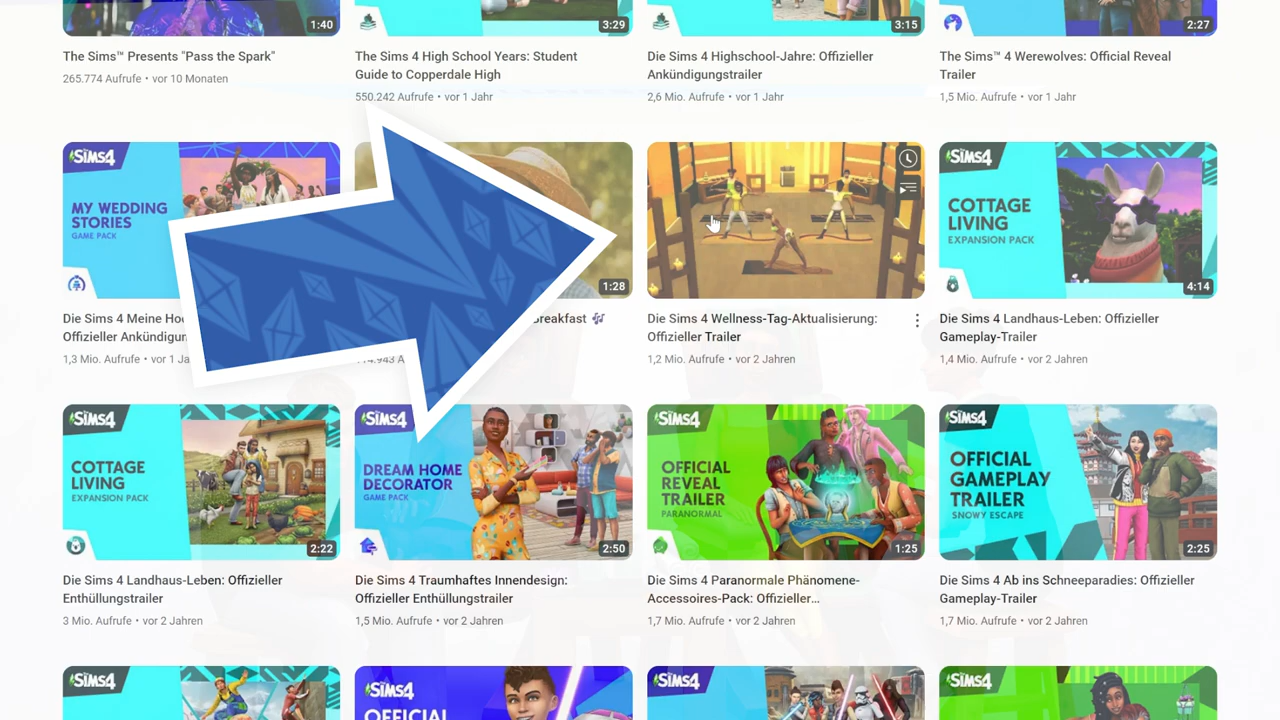 1:40
3:29
3:15
2:27
The Sims™ Presents "Pass the Spark"
265.774 Aufrufe • vor 10 Monaten
The Sims 4 High School Years: Student
Guide to Copperdale High
550.242 Aufrufe • vor 1 Jahr
Die Sims 4 Highschool-Jahre: Offizieller
Ankündigungstrailer
2,6 Mio. Aufrufe • vor 1 Jahr
The Sims™ 4 Werewolves: Official Reveal
Trailer
1,5 Mio. Aufrufe • vor 1 Jahr
THE SIMS4
MY WEDDING
STORIES
GAME PACK
Die Sims 4 Meine
Offizieller
1,3 Mio. Aufrufe • vor 1
1:28
Breakfast 🎶
Die Sims 4 Wellness-Tag-Aktualisierung:
Offizieller Trailer
1,2 Mio. Aufrufe • vor 2 Jahren
THE SIMS4
COTTAGE
LIVING
EXPANSION PACK
4:14
Die Sims 4 Landhaus-Leben: Offizieller
Gameplay-Trailer
1,4 Mio. Aufrufe • vor 2 Jahren
THE SIMS4
COTTAGE
LIVING
EXPANSION PACK
2:22
Die Sims 4 Landhaus-Leben: Offizieller
Enthüllungstrailer
3 Mio. Aufrufe • vor 2 Jahren
THE SIMS4
DREAM HOME
DECORATOR
GAME PACK
2:50
Die Sims 4 Traumhaftes Innendesign:
Offizieller Enthüllungstrailer
1,5 Mio. Aufrufe • vor 2 Jahren
THE SIMS4
OFFICIAL
REVEAL
TRAILER
PARANORMAL
1:25
Die Sims 4 Paranormale Phänomene-
Accessoires-Pack: Offizieller…
1,7 Mio. Aufrufe • vor 2 Jahren
THE SIMS4
OFFICIAL
GAMEPLAY
TRAILER
SNOWY ESCAPE
2:25
Die Sims 4 Ab ins Schneeparadies: Offizieller
Gameplay-Trailer
1,7 Mio. Aufrufe • vor 2 Jahren
THE SIMS4
THE SIMS4
OFFICIAL
THE SIMS4
THE SIMS4